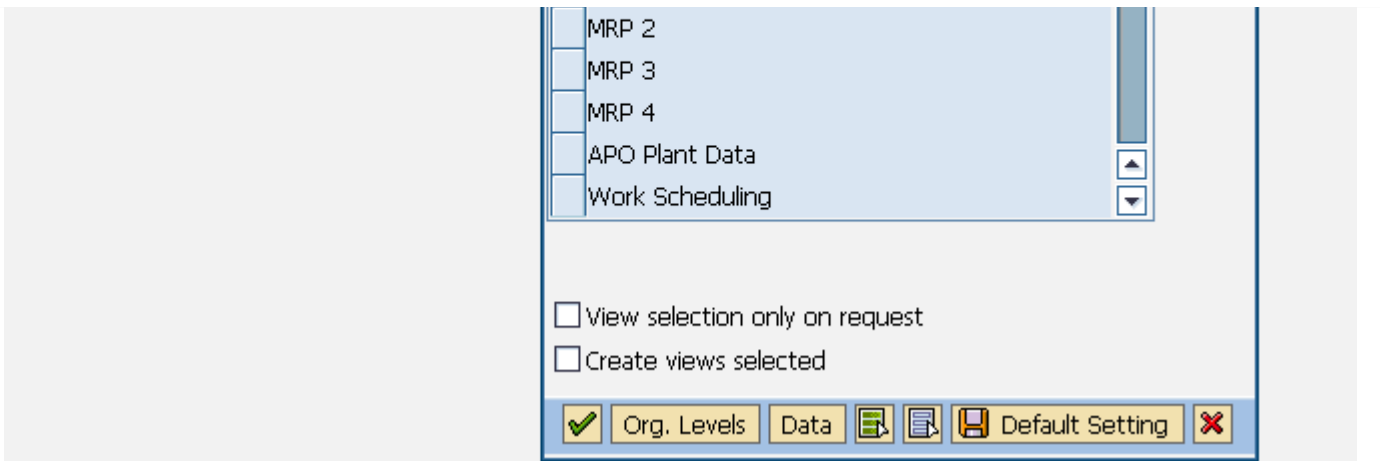 MRP 2
MRP 3
MRP 4
APO Plant Data
Work Scheduling
View selection only on request
Create views selected
Org. Levels Data Default Setting